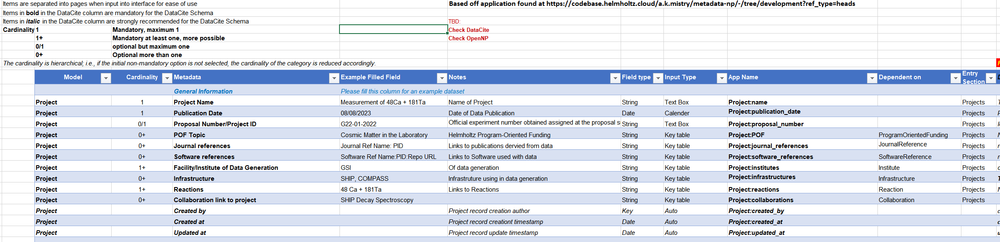 Items are separated into pages when input into interface for ease of use
Based off application found at https://codebase.helmholtz.cloud/a.k.mistry/metadata-np/-/tree/development?ref_type=heads
Items in bold in the DataCite column are mandatory for the DataCite Schema
Items in italic in the DataCite column are strongly recommended for the DataCite Schema
TBD:
Cardinality 1 Mandatory, maximum 1 Check DataCite
1+ Mandatory at least one, more possible Check OpenNP
0/1 optional but maximum one
0+ Optional more than one
The cardinality is hierarchical; i.e., if the initial non-mandatory option is not selected, the cardinality of the category is reduced accordingly.
Model Cardinality Metadata Example Filled Field Notes Field type Input Type App Name Dependent on Entry Section
General Information Please fill this column for an example dataset
Project 1 Project Name Measurement of 48Ca + 181Ta Name of Project String Text Box Project:name Projects
Project 1 Publication Date 08/08/2023 Date of Data Publication Date Calender Project:publication_date Projects
Project 0/1 Proposal Number/Project ID G22-01-2022 Official experiment number obtained assigned at the proposal s String Text Box Project:proposal_number Projects
Project 0+ POF Topic Cosmic Matter in the Laboratory Helmholtz Program-Oriented Funding String Key table Project:POF ProgramOrientedFunding Projects
Project 0+ Journal references Journal Ref Name: PID Links to publications dervied from data String Key table Project:journal_references JournalReference Projects
Project 0+ Software references Software Ref Name:PID:Repo URL Links to Software used with data String Key table Project:software_references SoftwareReference Projects
Project 1+ Facility/Institute of Data Generation GSI Of data generation String Key table Project:institutes Institute Projects
Project 0+ Infrastructure SHIP, COMPASS Infrastruture using in data generation String Key table Project:infrastructures Infrastructure Projects
Project 1+ Reactions 48 Ca + 181Ta Links to Reactions String Key table Project:reactions Reaction Projects
Project 0+ Collaboration link to project SHIP Decay Spectroscopy String Key table Project:collaborations Collaboration Projects
Project Created by Project record creation author Key Auto Project:created_by
Project Created at Project record creationt timestamp Date Auto Project:created_at
Project Updated at Project record update timestamp Date Auto Project:updated_at